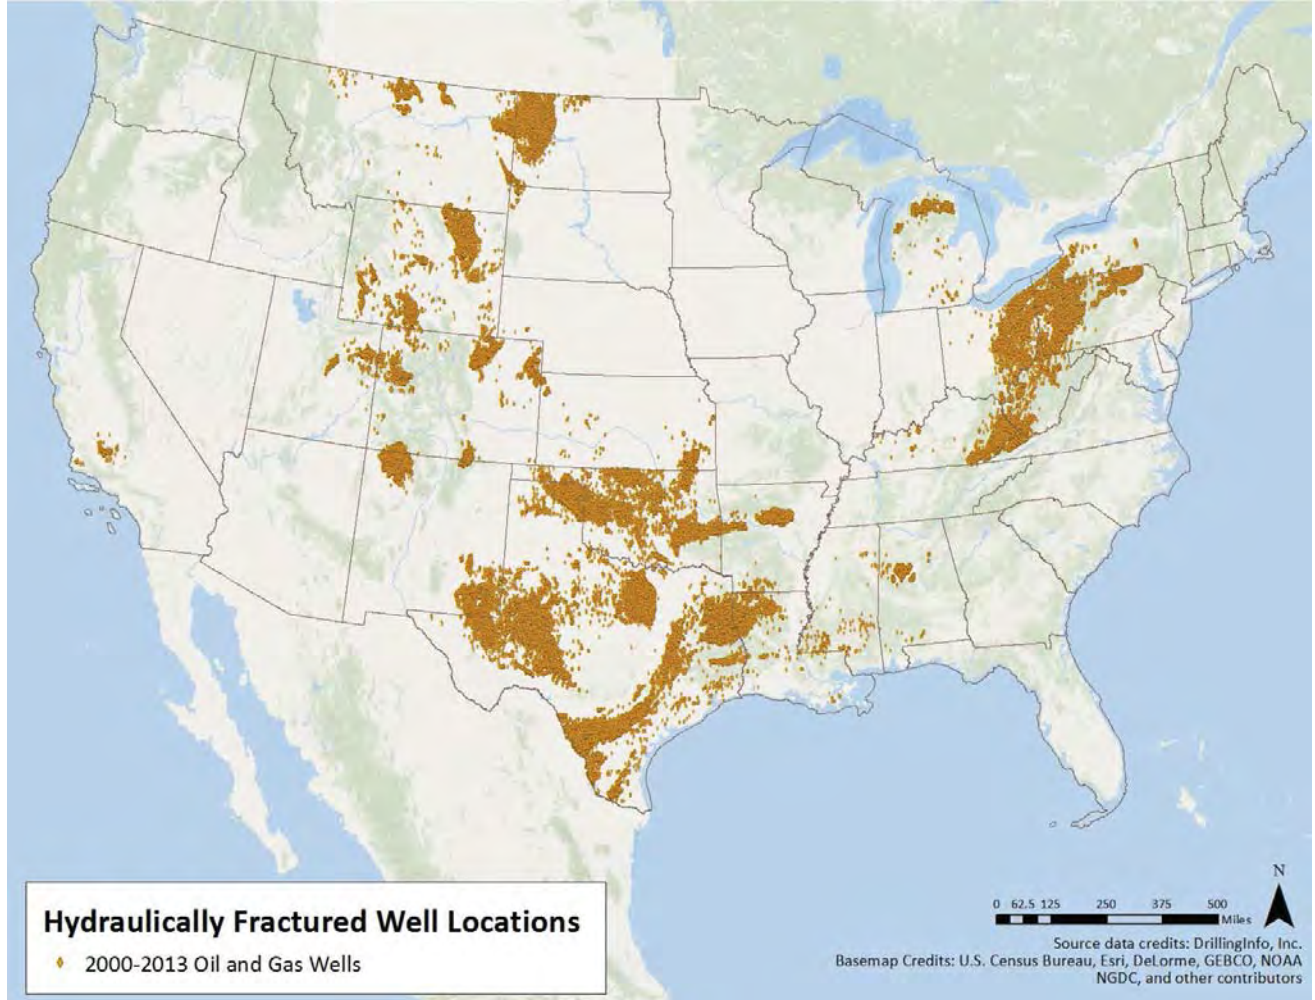 Hydraulically Fractured Well Locations
2000-2013 Oil and Gas Wells
N
0 62.5 125 250 375 500
Miles
Source data credits: DrillingInfo, Inc.
Basemap Credits: U.S. Census Bureau, Esri, DeLorme, GEBCO, NOAA
NGDC, and other contributors